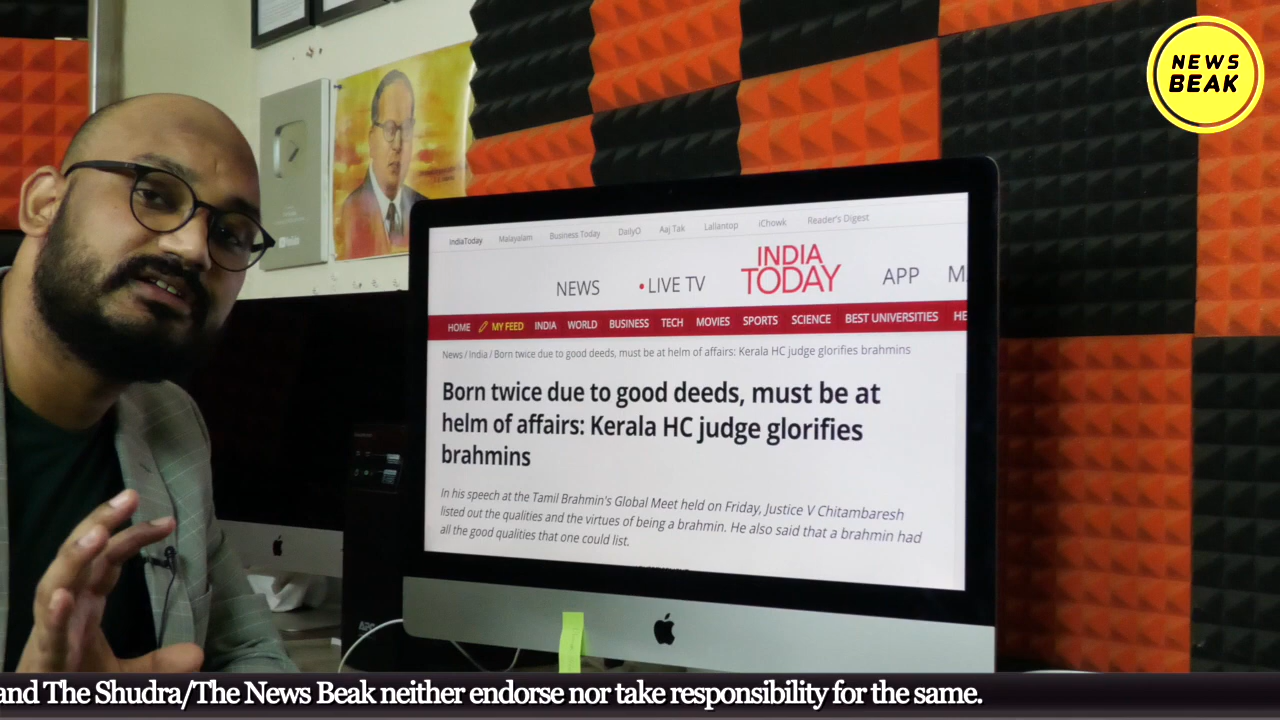 NEWS
BEAK
IndiaToday Malayalam Business Today DailyO Aaj Tak Lallantop iChowk Reader's Digest
NEWS • LIVE TV INDIA TODAY APP M
HOME MY FEED INDIA WORLD BUSINESS TECH MOVIES SPORTS SCIENCE BEST UNIVERSITIES HE
News / India / Born twice due to good deeds, must be at helm of affairs: Kerala HC judge glorifies brahmins
Born twice due to good deeds, must be at
helm of affairs: Kerala HC judge glorifies
brahmins
In his speech at the Tamil Brahmin's Global Meet held on Friday, Justice V Chitambaresh
listed out the qualities and the virtues of being a brahmin. He also said that a brahmin had
all the good qualities that one could list.
APC
and The Shudra/The News Beak neither endorse nor take responsibility for the same.